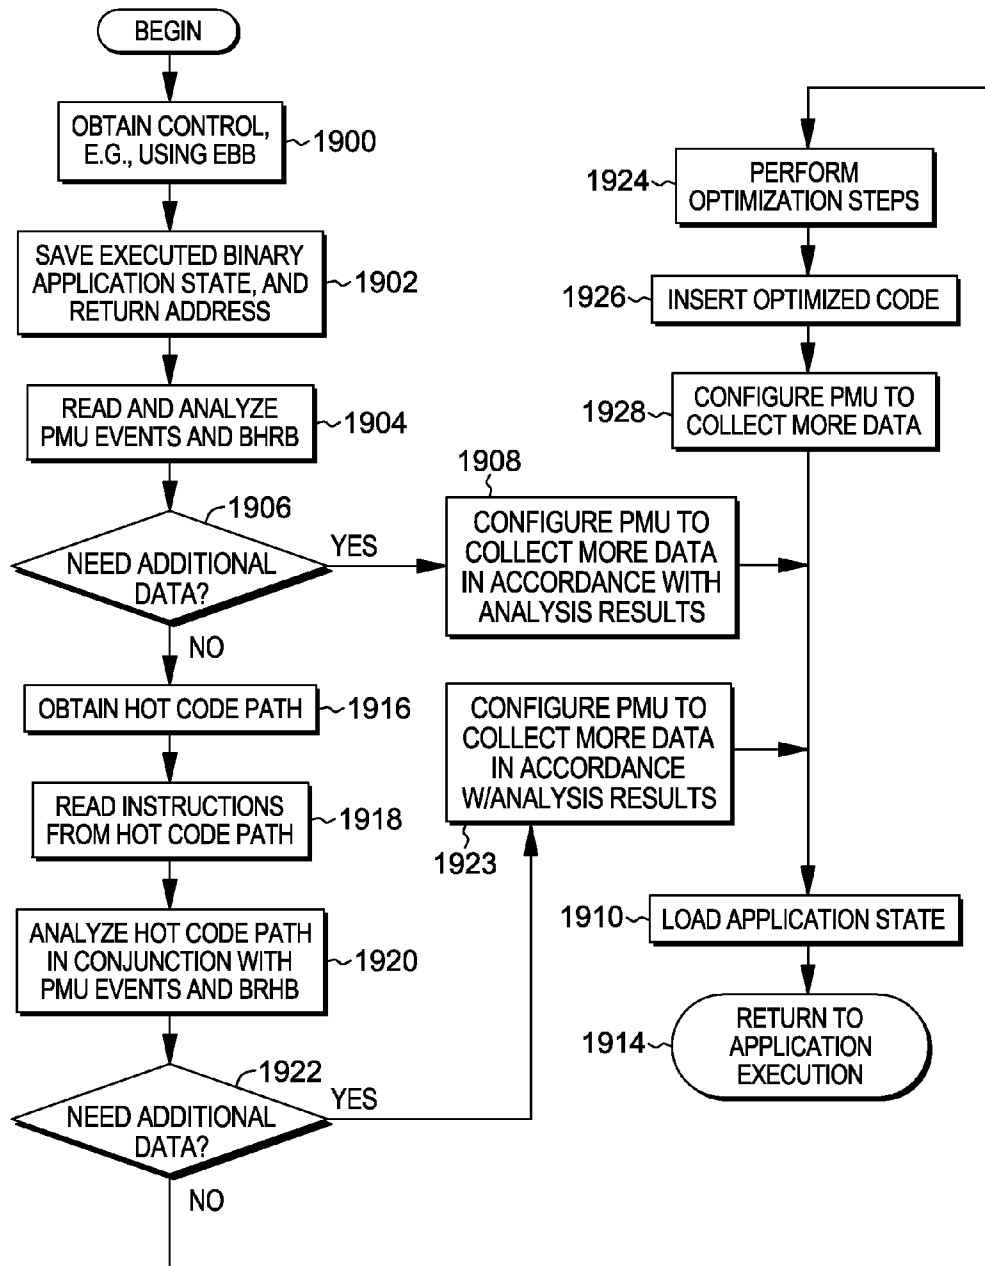 BEGIN
OBTAIN CONTROL,
E.G., USING EBB
1900
SAVE EXECUTED BINARY
APPLICATION STATE, AND
RETURN ADDRESS
1902
READ AND ANALYZE
PMU EVENTS AND BHRB
1904
1906
NEED ADDITIONAL
DATA?
YES
NO
1908
CONFIGURE PMU TO
COLLECT MORE DATA
IN ACCORDANCE WITH
ANALYSIS RESULTS
OBTAIN HOT CODE PATH
1916
READ INSTRUCTIONS
FROM HOT CODE PATH
1918
ANALYZE HOT CODE PATH
IN CONJUNCTION WITH
PMU EVENTS AND BRHB
1920
1922
NEED ADDITIONAL
DATA?
YES
NO
CONFIGURE PMU TO
COLLECT MORE DATA
IN ACCORDANCE
W/ANALYSIS RESULTS
1923
1924
PERFORM
OPTIMIZATION STEPS
1926
INSERT OPTIMIZED CODE
1928
CONFIGURE PMU TO
COLLECT MORE DATA
1910
LOAD APPLICATION STATE
1914
RETURN TO
APPLICATION
EXECUTION